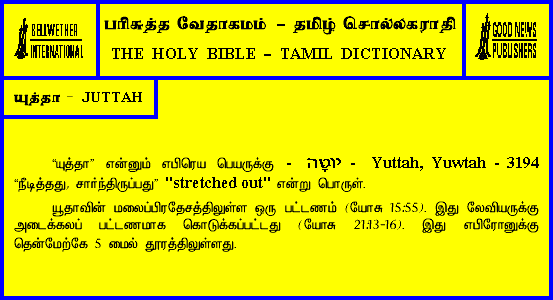 BELLWETHER
INTERNATIONAL
பரிசுத்த வேதாகமம் – தமிழ் சொல்லகராதி
THE HOLY BIBLE – TAMIL DICTIONARY
GOOD NEWS
PUBLISHERS
யுத்தா - JUTTAH
“யுத்தா” என்னும் எபிரெய பெயருக்கு - יוּטָּה - Yuttah, Yuwtah - 3194
“நீடித்தது, சார்ந்திருப்பது” "stretched out" என்று பொருள்.
யூதாவின் மலைப்பிரதேசத்திலுள்ள ஒரு பட்டணம் (யோசு 15:55). இது லேவியருக்கு
அடைக்கலப் பட்டணமாக கொடுக்கப்பட்டது (யோசு 21:13-16). இது எபிரோனுக்கு
தென்மேற்கே 5 மைல் தூரத்திலுள்ளது.